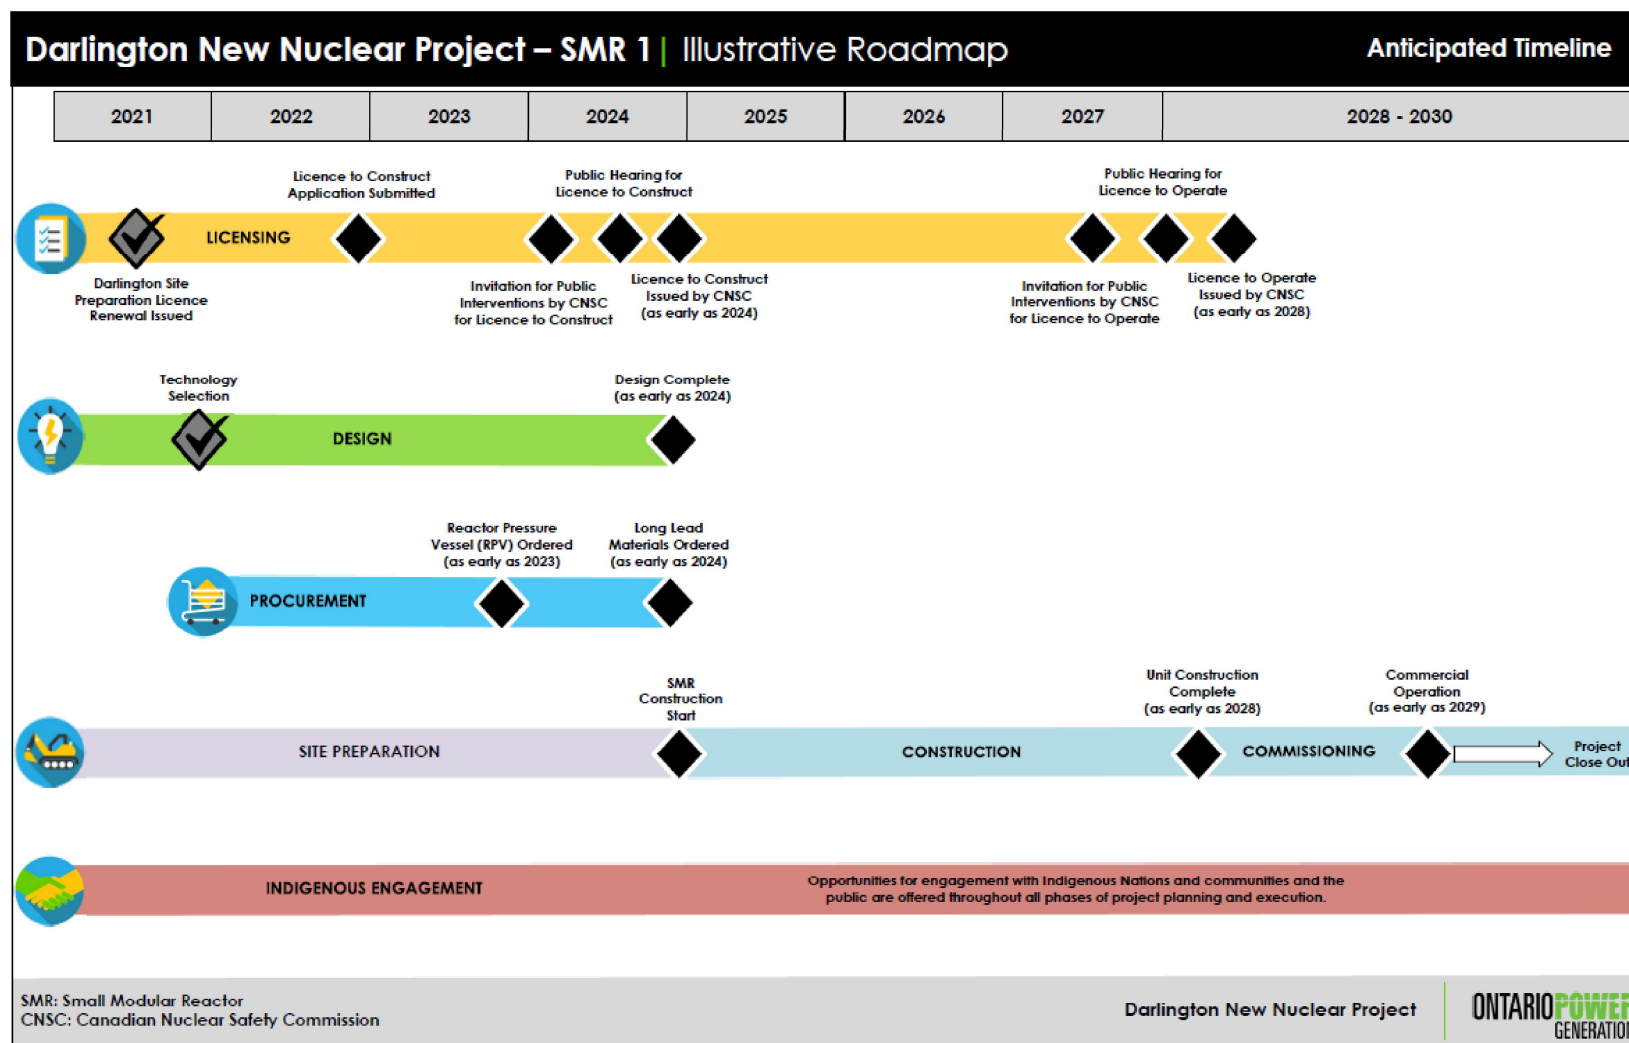 Darlington New Nuclear Project – SMR 1 | Illustrative Roadmap
Anticipated Timeline
2021
2022
2023
2024
2025
2026
2027
2028 - 2030
Licence to Construct
Application Submitted
Public Hearing for
Licence to Construct
Public Hearing for
Licence to Operate
LICENSING
Darlington Site
Preparation Licence
Renewal Issued
Invitation for Public
Interventions by CNSC
for Licence to Construct
Licence to Construct
Issued by CNSC
(as early as 2024)
Invitation for Public
Interventions by CNSC
for Licence to Operate
Licence to Operate
Issued by CNSC
(as early as 2028)
Technology
Selection
Design Complete
(as early as 2024)
DESIGN
Reactor Pressure
Vessel (RPV) Ordered
(as early as 2023)
Long Lead
Materials Ordered
(as early as 2024)
PROCUREMENT
SMR
Construction
Start
Unit Construction
Complete
(as early as 2028)
Commercial
Operation
(as early as 2029)
SITE PREPARATION
CONSTRUCTION
COMMISSIONING
Project
Close Out
INDIGENOUS ENGAGEMENT
Opportunities for engagement with Indigenous Nations and communities and the
public are offered throughout all phases of project planning and execution.
SMR: Small Modular Reactor
CNSC: Canadian Nuclear Safety Commission
Darlington New Nuclear Project
ONTARIOPOWER
GENERATION